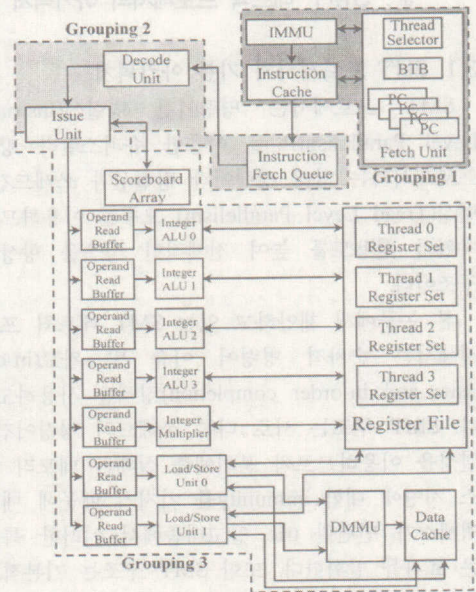 Grouping 2
Decode
Unit
Issue
Unit
Scoreboard
Array
IMMU
Instruction
Cache
Instruction
Fetch Queue
Thread
Selector
BTB
PC
PC
PC
PC
Fetch Unit
Grouping 1
Operand
Read
Buffer
Integer
ALU 0
Operand
Read
Buffer
Integer
ALU 1
Operand
Read
Buffer
Integer
ALU 2
Operand
Read
Buffer
Integer
ALU 3
Operand
Read
Buffer
Integer
Multiplier
Operand
Read
Buffer
Load/Store
Unit 0
Operand
Read
Buffer
Load/Store
Unit 1
Grouping 3
Thread 0
Register Set
Thread 1
Register Set
Thread 2
Register Set
Thread 3
Register Set
Register File
DMMU
Data
Cache